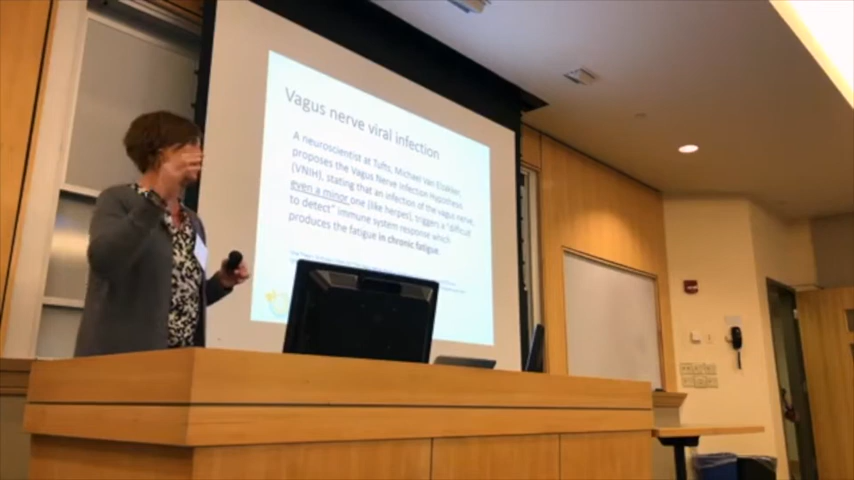 Vagus nerve viral infection
A neuroscientist at Tufts, Michael Van Elzakker,
proposes the Vagus Nerve Infection Hypothesis
(VNIH), stating that an infection of the vagus nerve,
even a minor one (like herpes), triggers a "difficult
to detect" immune system response which
produces the fatigue in chronic fatigue.